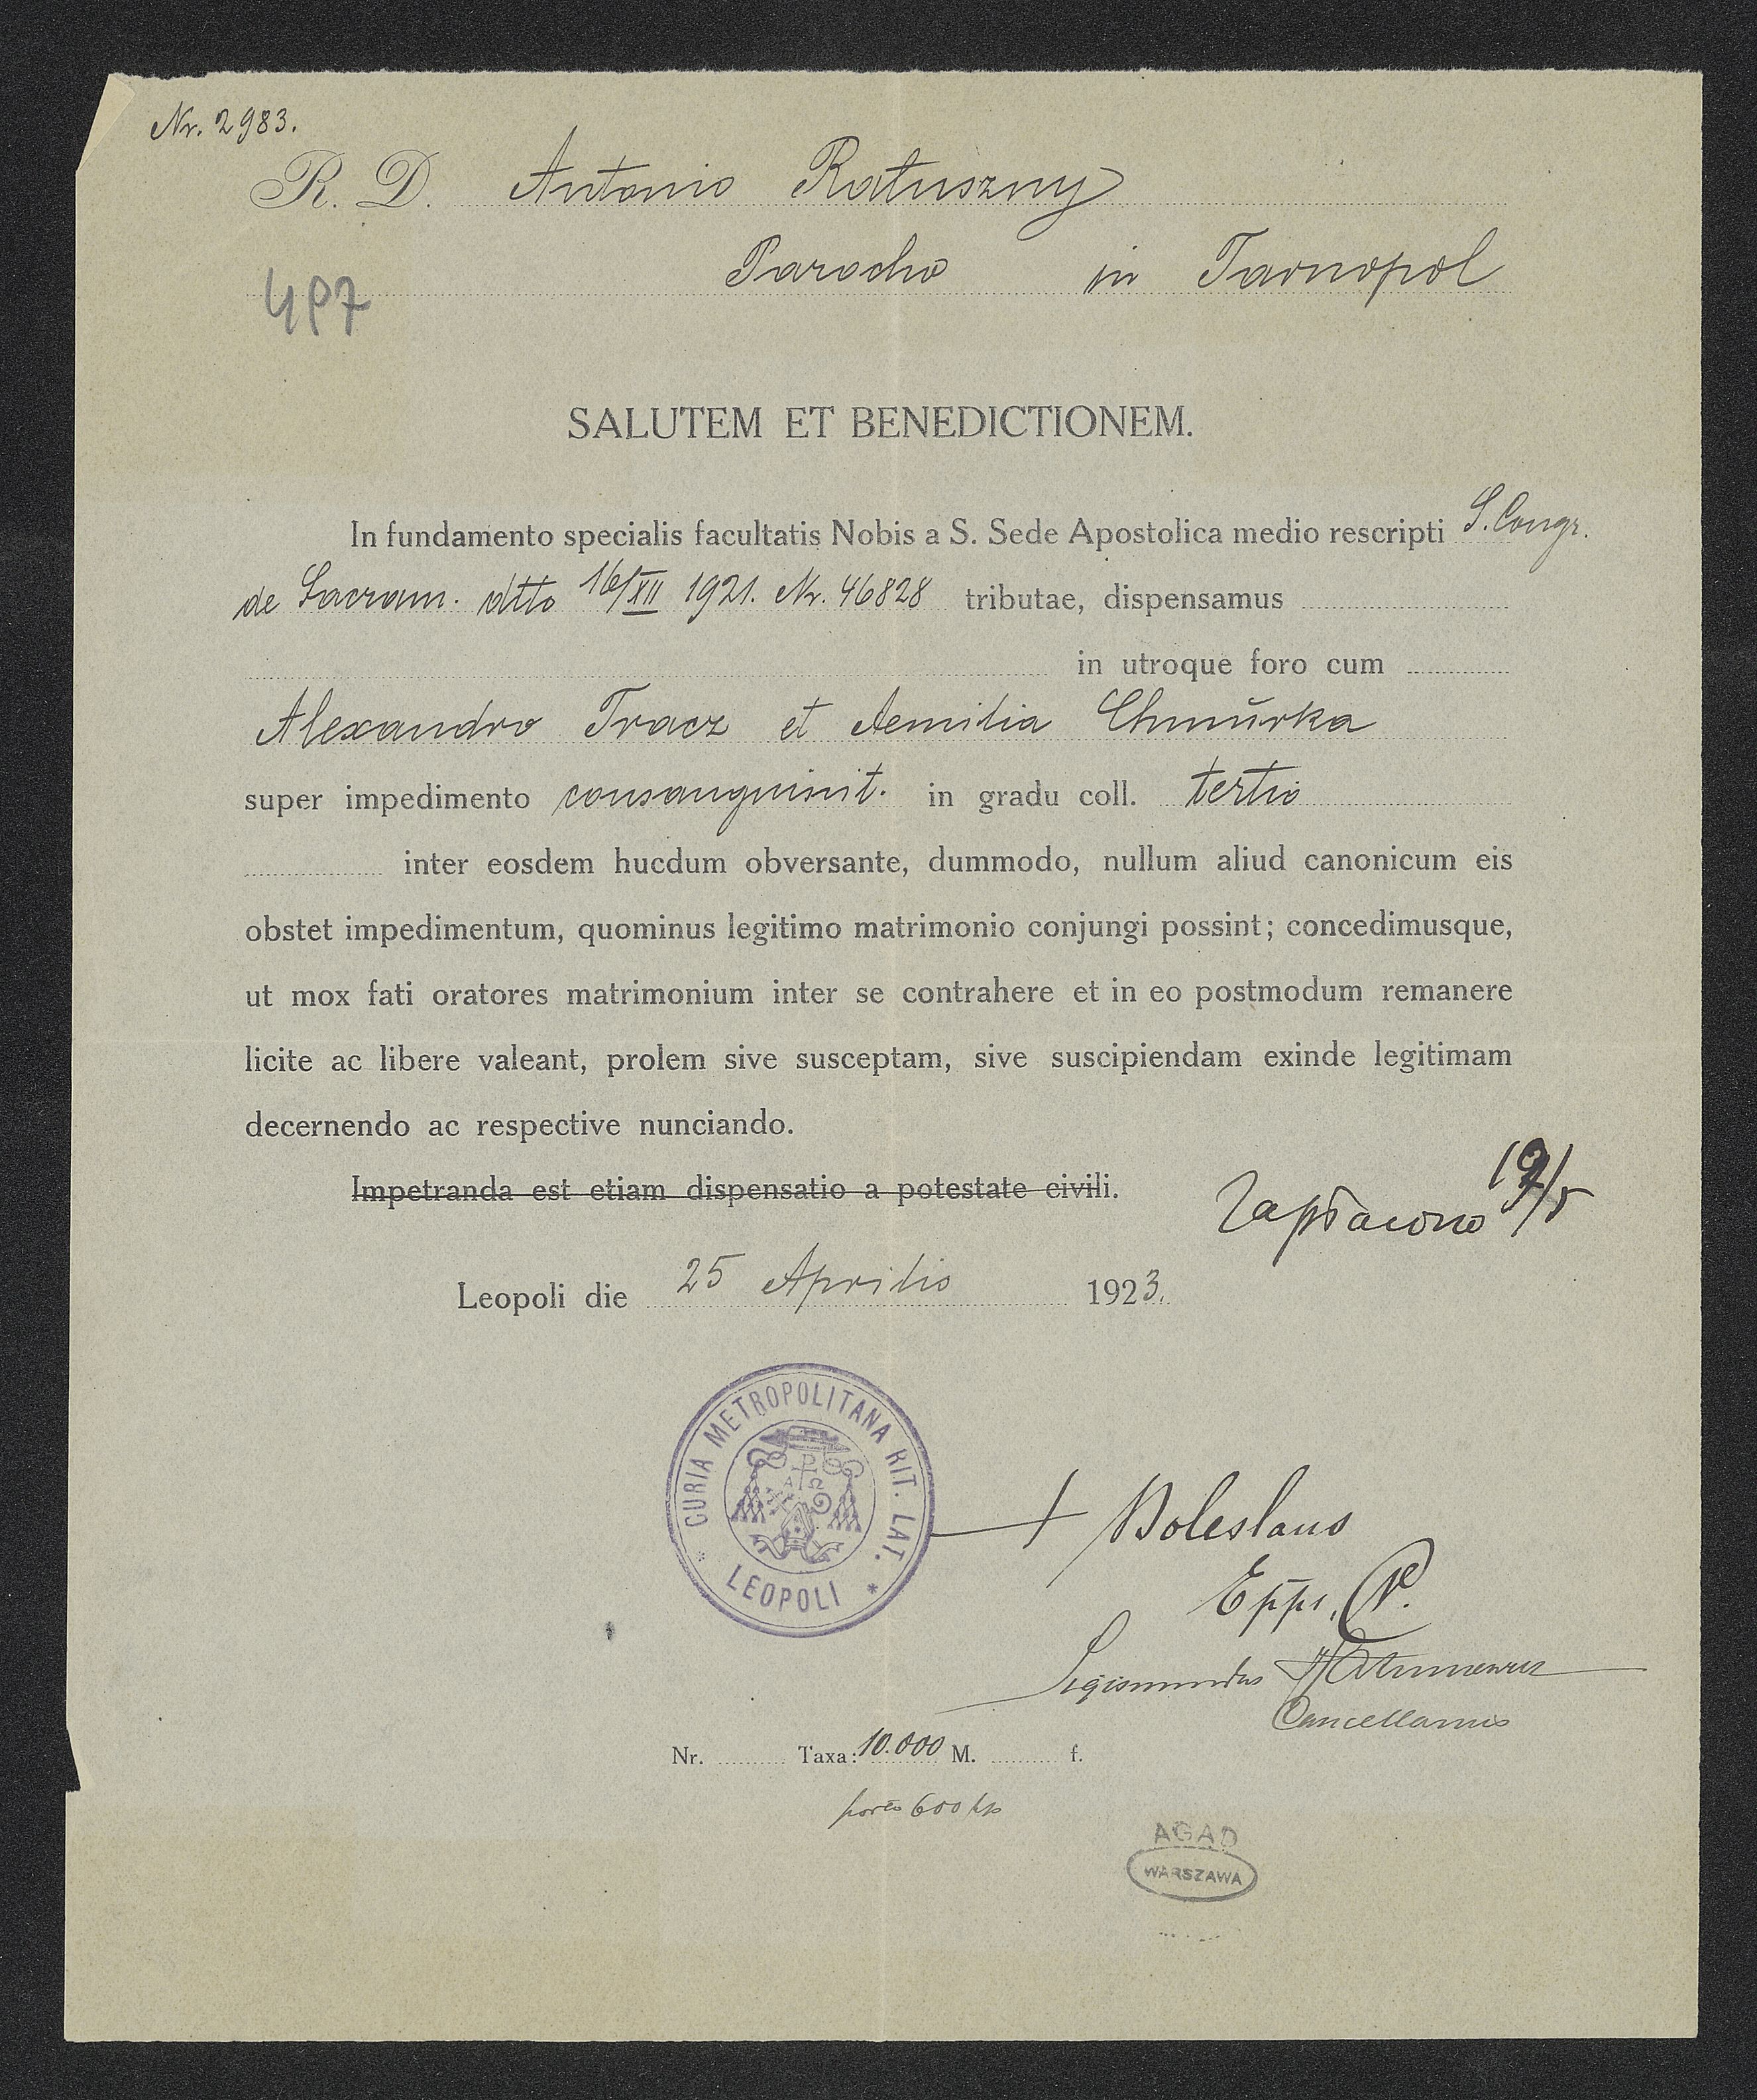 Nr. 2983.
R. D. Antonio Ratuszny
Parocho in Tarnopol
497
SALUTEM ET BENEDICTIONEM.
In fundamento specialis facultatis Nobis a S. Sede Apostolica medio rescripti S. Congr.
de Sacram. dtto 16/XII 1921. Nr. 46828 tributae, dispensamus
in utroque foro cum
Alexandro Tracz et Aemilia Chmurka
super impedimento consanguinit. in gradu coll. tertio
inter eosdem hucdum obversante, dummodo, nullum aliud canonicum eis
obstet impedimentum, quominus legitimo matrimonio conjungi possint; concedimusque,
ut mox fati oratores matrimonium inter se contrahere et in eo postmodum remanere
licite ac libere valeant, prolem sive susceptam, sive suscipiendam exinde legitimam
decernendo ac respective nunciando.
Impetranda est etiam dispensatio a potestate civili.
Zapłacono
Leopoli die 25 Aprilis 1923.
CURIA METROPOLITANA RIT. LAT.
* LEOPOLI *
+ Boleslaus
Eppus
Sigismundus
Cancellarius
Nr. Taxa: 10.000 M. f.
porto 600
AGAD
WARSZAWA